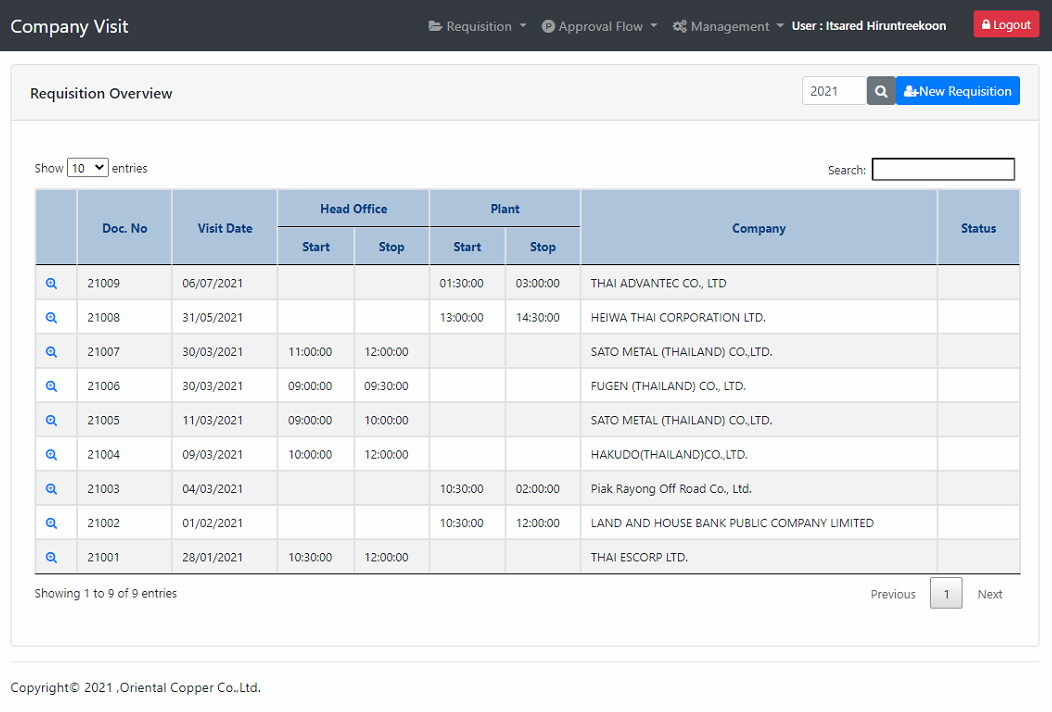 Company Visit Requisition Approval Flow Management User : Itsared Hiruntreekoon Logout
Requisition Overview 2021 New Requisition
Show 10 entries Search:
Head Office Plant
Doc. No Visit Date Company Status
Start Stop Start Stop
21009 06/07/2021 01:30:00 03:00:00 THAI ADVANTEC CO., LTD
21008 31/05/2021 13:00:00 14:30:00 HEIWA THAI CORPORATION LTD.
21007 30/03/2021 11:00:00 12:00:00 SATO METAL (THAILAND) CO.,LTD.
21006 30/03/2021 09:00:00 09:30:00 FUGEN (THAILAND) CO., LTD.
21005 11/03/2021 09:00:00 10:00:00 SATO METAL (THAILAND) CO.,LTD.
21004 09/03/2021 10:00:00 12:00:00 HAKUDO(THAILAND)CO.,LTD.
21003 04/03/2021 10:30:00 02:00:00 Piak Rayong Off Road Co., Ltd.
21002 01/02/2021 10:30:00 12:00:00 LAND AND HOUSE BANK PUBLIC COMPANY LIMITED
21001 28/01/2021 10:30:00 12:00:00 THAI ESCORP LTD.
Showing 1 to 9 of 9 entries Previous 1 Next
Copyright© 2021 ,Oriental Copper Co.,Ltd.